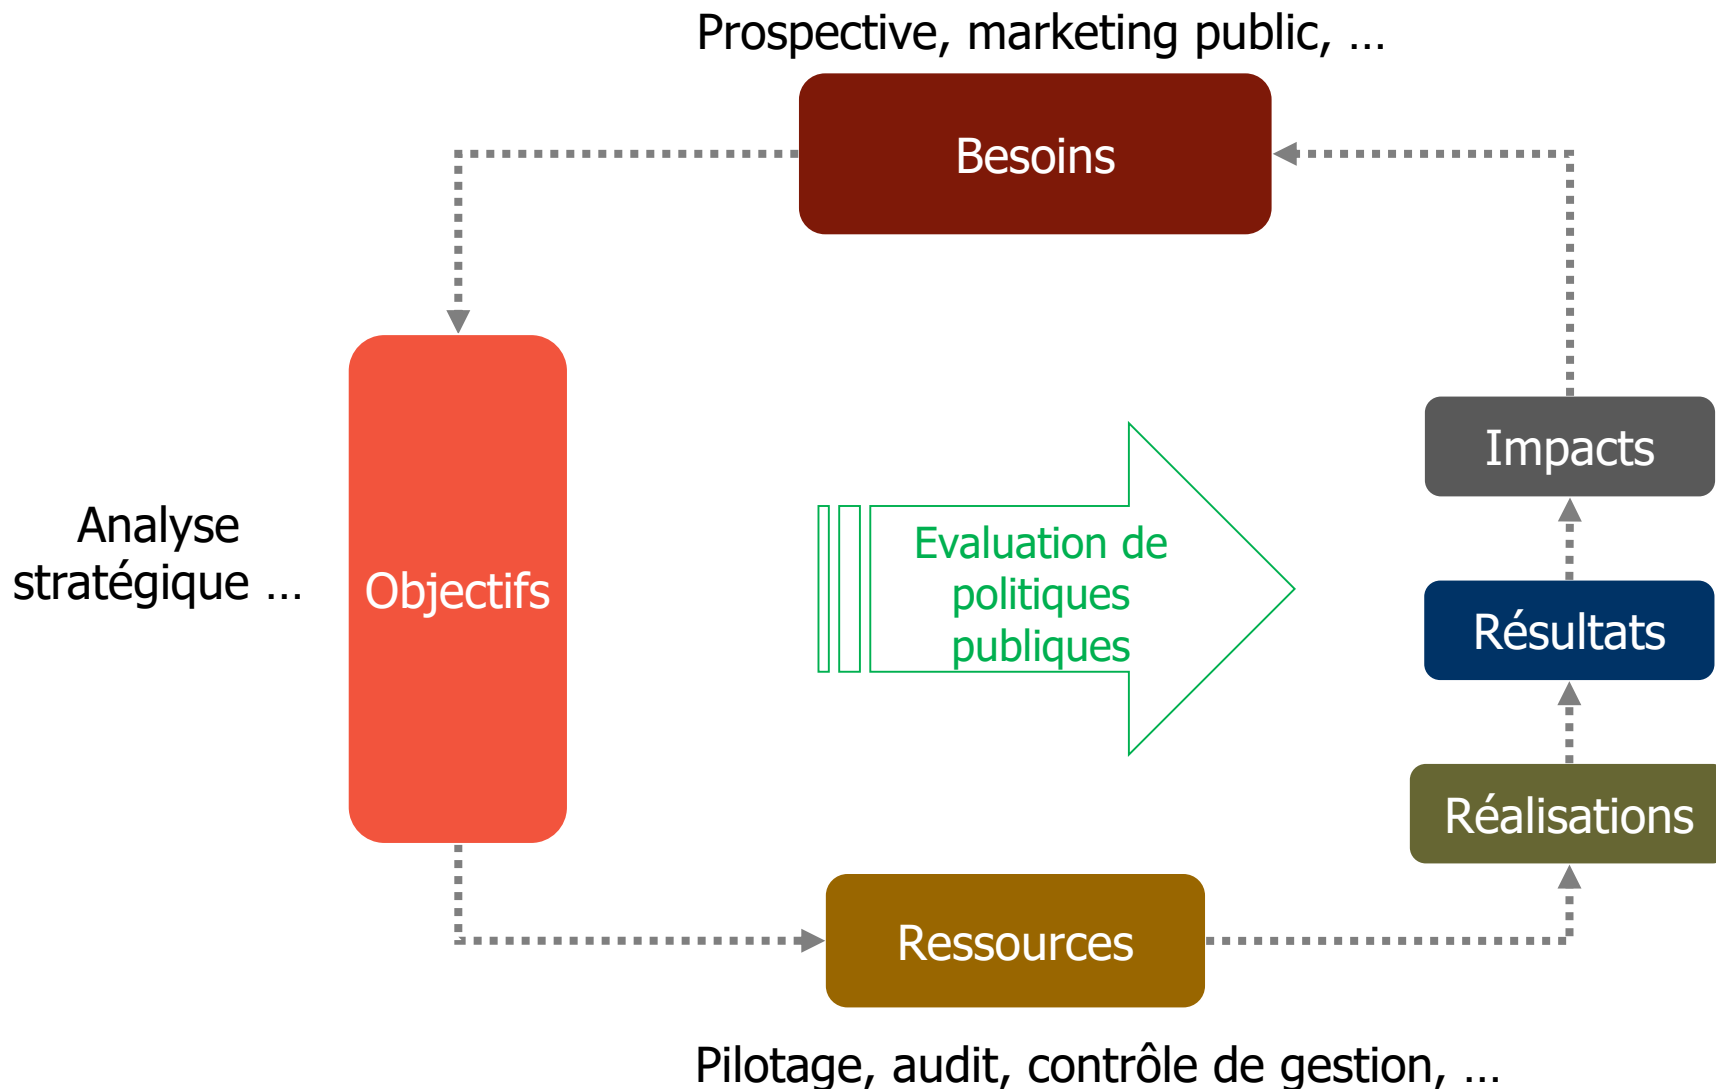 Prospective, marketing public, …
Besoins
Analyse
stratégique …
Objectifs
Evaluation de
politiques
publiques
Impacts
Résultats
Réalisations
Ressources
Pilotage, audit, contrôle de gestion, …